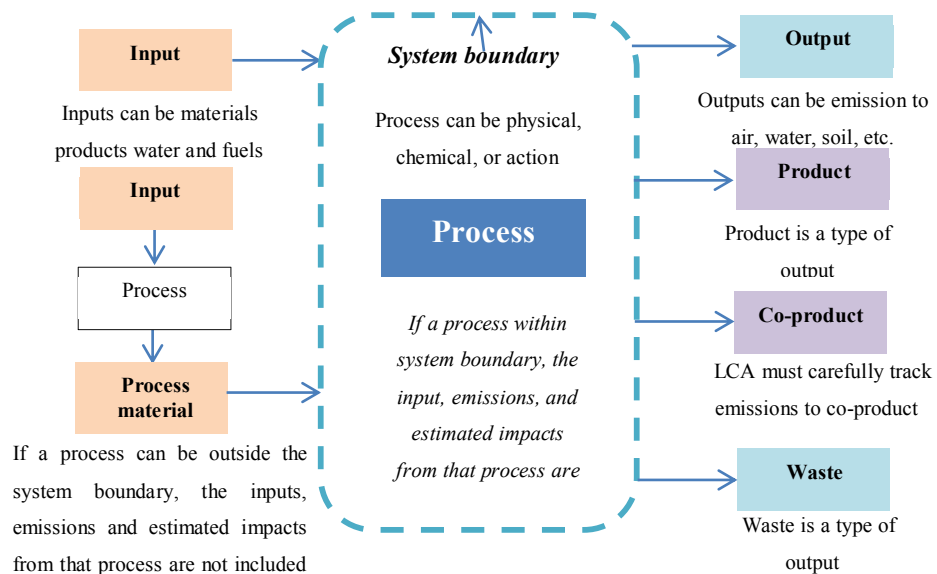 Input
Inputs can be materials
products water and fuels
Input
Process
Process
material
If a process can be outside the
system boundary, the inputs,
emissions and estimated impacts
from that process are not included
System boundary
Process can be physical,
chemical, or action
Process
If a process within
system boundary, the
input, emissions, and
estimated impacts
from that process are
Output
Outputs can be emission to
air, water, soil, etc.
Product
Product is a type of
output
Co-product
LCA must carefully track
emissions to co-product
Waste
Waste is a type of
output